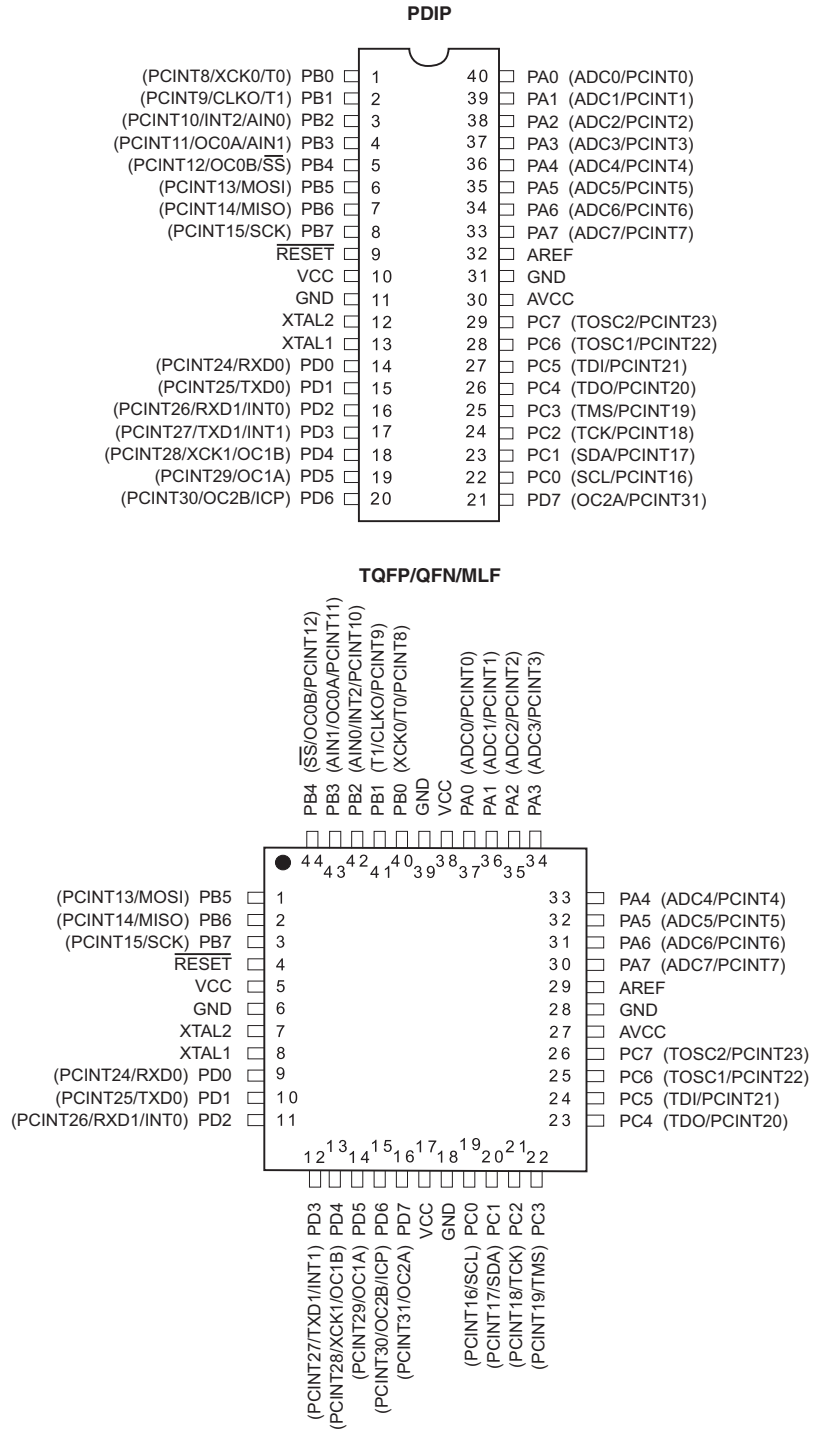 PDIP
(PCINT8/XCK0/T0) PB0 1 40 PA0 (ADC0/PCINT0)
(PCINT9/CLKO/T1) PB1 2 39 PA1 (ADC1/PCINT1)
(PCINT10/INT2/AIN0) PB2 3 38 PA2 (ADC2/PCINT2)
(PCINT11/OC0A/AIN1) PB3 4 37 PA3 (ADC3/PCINT3)
(PCINT12/OC0B/S̅S̅) PB4 5 36 PA4 (ADC4/PCINT4)
(PCINT13/MOSI) PB5 6 35 PA5 (ADC5/PCINT5)
(PCINT14/MISO) PB6 7 34 PA6 (ADC6/PCINT6)
(PCINT15/SCK) PB7 8 33 PA7 (ADC7/PCINT7)
R̅E̅S̅E̅T̅ 9 32 AREF
VCC 10 31 GND
GND 11 30 AVCC
XTAL2 12 29 PC7 (TOSC2/PCINT23)
XTAL1 13 28 PC6 (TOSC1/PCINT22)
(PCINT24/RXD0) PD0 14 27 PC5 (TDI/PCINT21)
(PCINT25/TXD0) PD1 15 26 PC4 (TDO/PCINT20)
(PCINT26/RXD1/INT0) PD2 16 25 PC3 (TMS/PCINT19)
(PCINT27/TXD1/INT1) PD3 17 24 PC2 (TCK/PCINT18)
(PCINT28/XCK1/OC1B) PD4 18 23 PC1 (SDA/PCINT17)
(PCINT29/OC1A) PD5 19 22 PC0 (SCL/PCINT16)
(PCINT30/OC2B/ICP) PD6 20 21 PD7 (OC2A/PCINT31)
TQFP/QFN/MLF
PB4 (S̅S̅/OC0B/PCINT12)
PB3 (AIN1/OC0A/PCINT11)
PB2 (AIN0/INT2/PCINT10)
PB1 (T1/CLKO/PCINT9)
PB0 (XCK0/T0/PCINT8)
GND
VCC
PA0 (ADC0/PCINT0)
PA1 (ADC1/PCINT1)
PA2 (ADC2/PCINT2)
PA3 (ADC3/PCINT3)
44 43 42 41 40 39 38 37 36 35 34
(PCINT13/MOSI) PB5 1 33 PA4 (ADC4/PCINT4)
(PCINT14/MISO) PB6 2 32 PA5 (ADC5/PCINT5)
(PCINT15/SCK) PB7 3 31 PA6 (ADC6/PCINT6)
R̅E̅S̅E̅T̅ 4 30 PA7 (ADC7/PCINT7)
VCC 5 29 AREF
GND 6 28 GND
XTAL2 7 27 AVCC
XTAL1 8 26 PC7 (TOSC2/PCINT23)
(PCINT24/RXD0) PD0 9 25 PC6 (TOSC1/PCINT22)
(PCINT25/TXD0) PD1 10 24 PC5 (TDI/PCINT21)
(PCINT26/RXD1/INT0) PD2 11 23 PC4 (TDO/PCINT20)
12 13 14 15 16 17 18 19 20 21 22
(PCINT27/TXD1/INT1) PD3
(PCINT28/XCK1/OC1B) PD4
(PCINT29/OC1A) PD5
(PCINT30/OC2B/ICP) PD6
(PCINT31/OC2A) PD7
VCC
GND
(PCINT16/SCL) PC0
(PCINT17/SDA) PC1
(PCINT18/TCK) PC2
(PCINT19/TMS) PC3